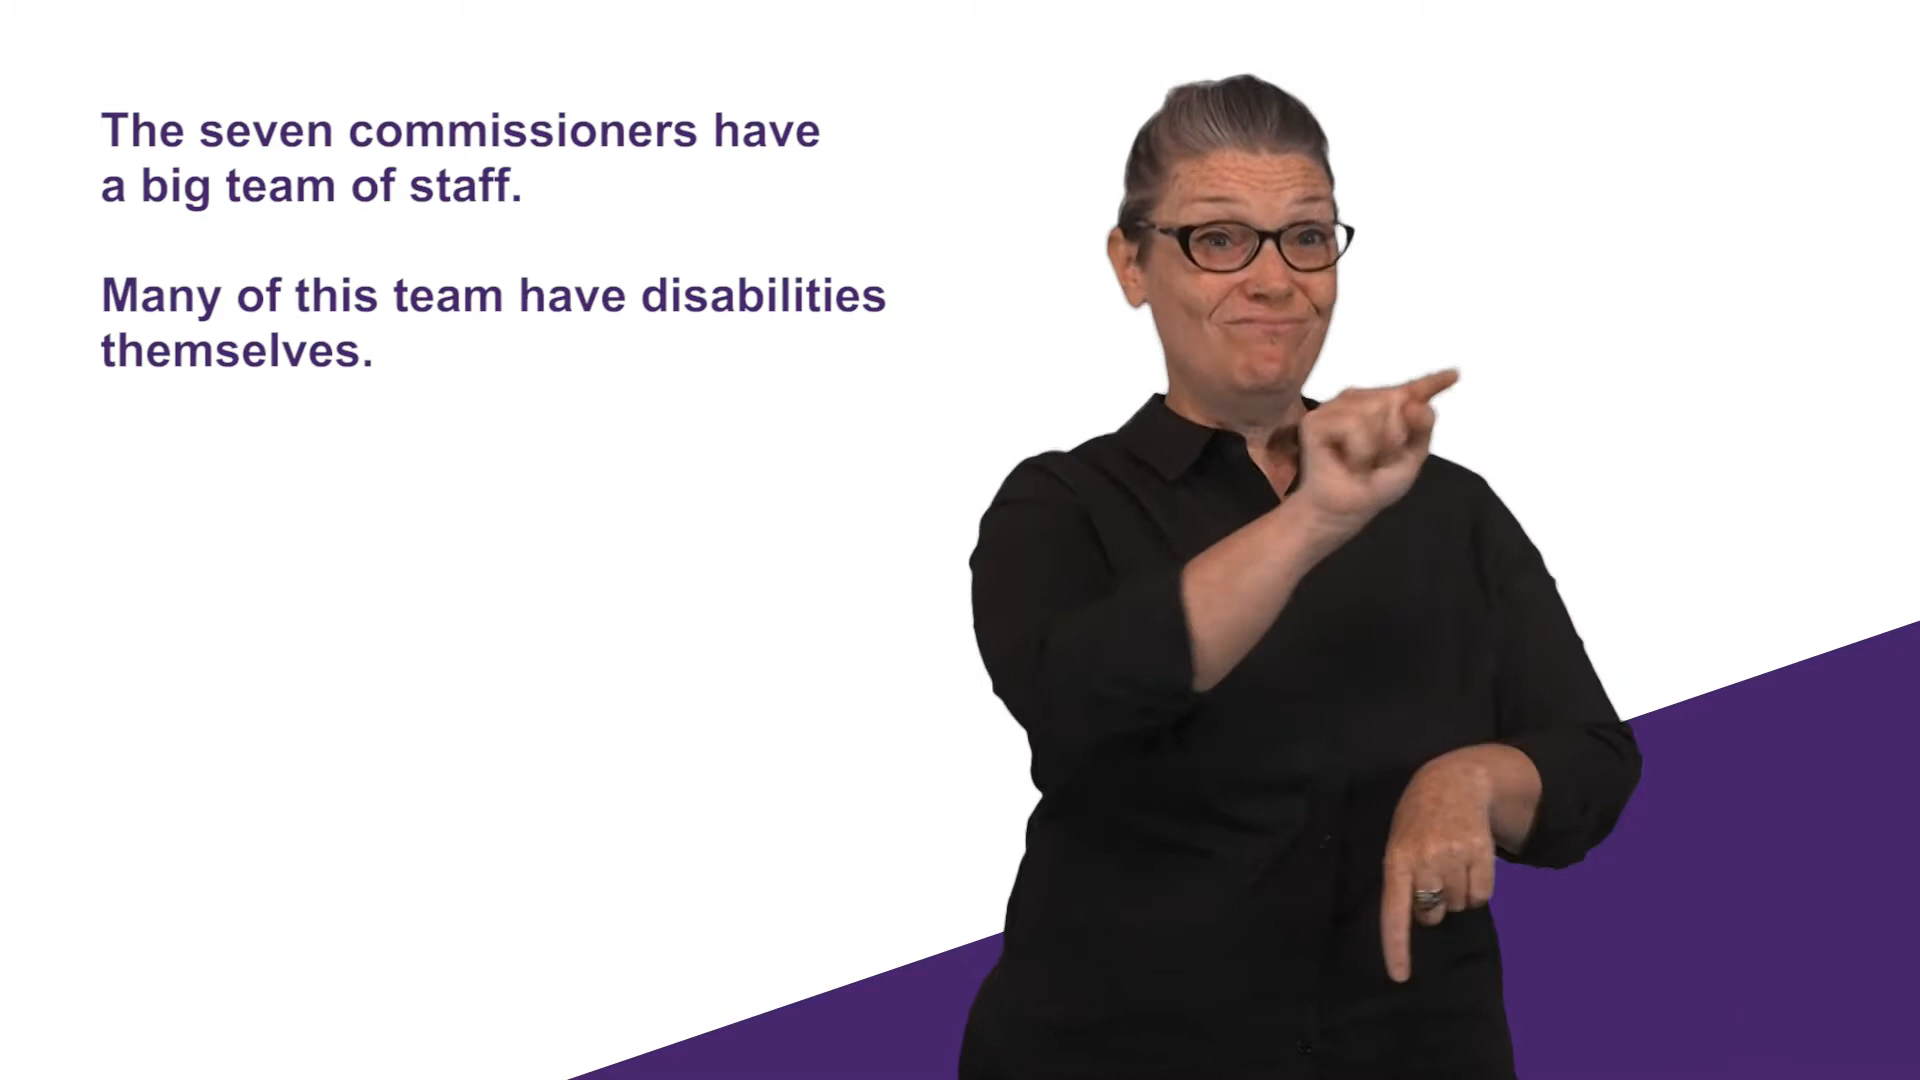 The seven commissioners have
a big team of staff.
Many of this team have disabilities
themselves.